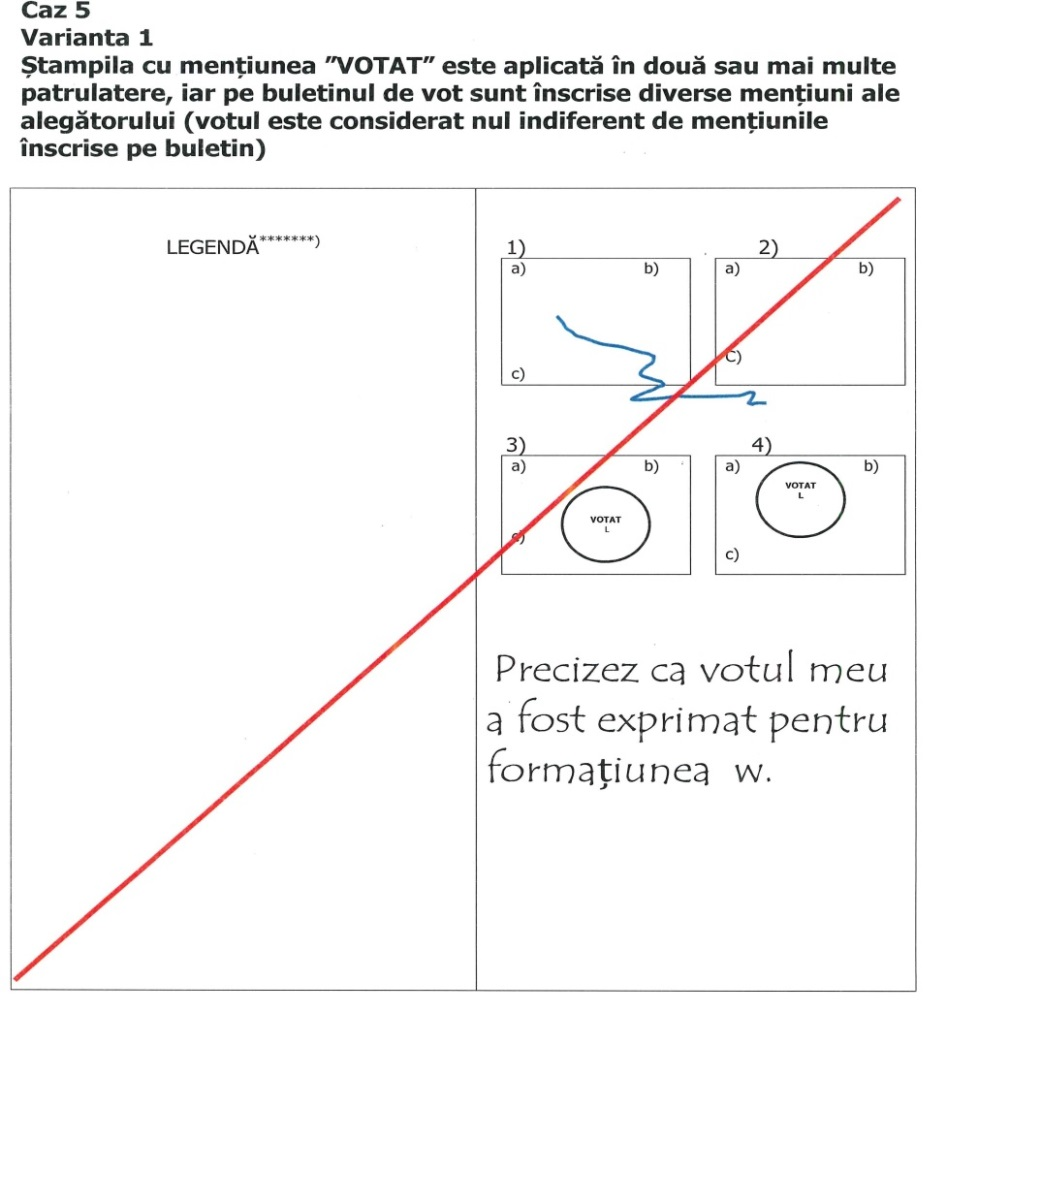 Caz 5
Varianta 1
Ștampila cu mențiunea ”VOTAT” este aplicată în două sau mai multe
patrulatere, iar pe buletinul de vot sunt înscrise diverse mențiuni ale
alegătorului (votul este considerat nul indiferent de mențiunile
înscrise pe buletin)
LEGENDĂ*******)
1)
a) b)
c)
2)
a) b)
c)
3)
a) b)
VOTAT
L
c)
4)
a) b)
VOTAT
L
c)
Precizez ca votul meu
a fost exprimat pentru
formațiunea w.